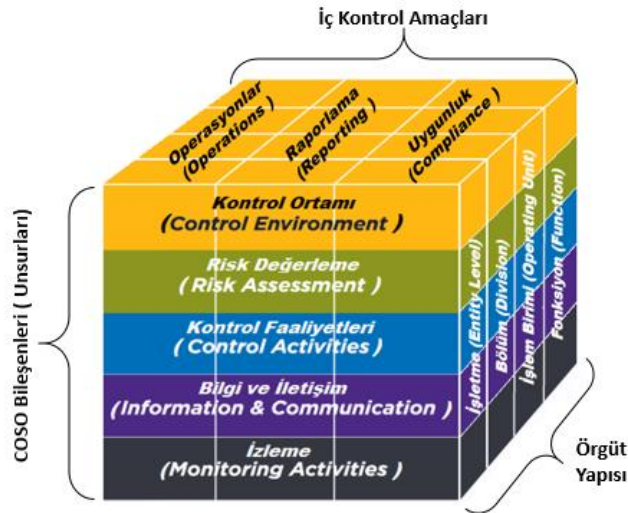 İç Kontrol Amaçları
Operasyonlar
(Operations )
Raporlama
(Reporting )
Uygunluk
(Compliance )
Kontrol Ortamı
(Control Environment )
Risk Değerleme
( Risk Assessment )
Kontrol Faaliyetleri
( Control Activities )
Bilgi ve İletişim
(Information & Communication )
İzleme
(Monitoring Activities )
COSO Bileşenleri ( Unsurları)
İşletme (Entity Level)
Bölüm (Division)
İşlem Birimi (Operating Unit)
Fonksiyon (Function)
Örgüt
Yapısı